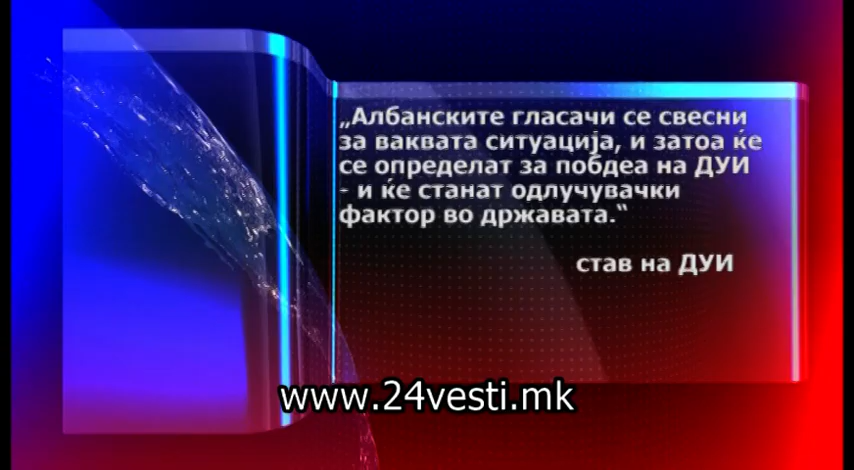 „Албанските гласачи се свесни
за ваквата ситуација, и затоа ќе
се определат за побдеа на ДУИ
- и ќе станат одлучувачки
фактор во државата.“
став на ДУИ
www.24vesti.mk